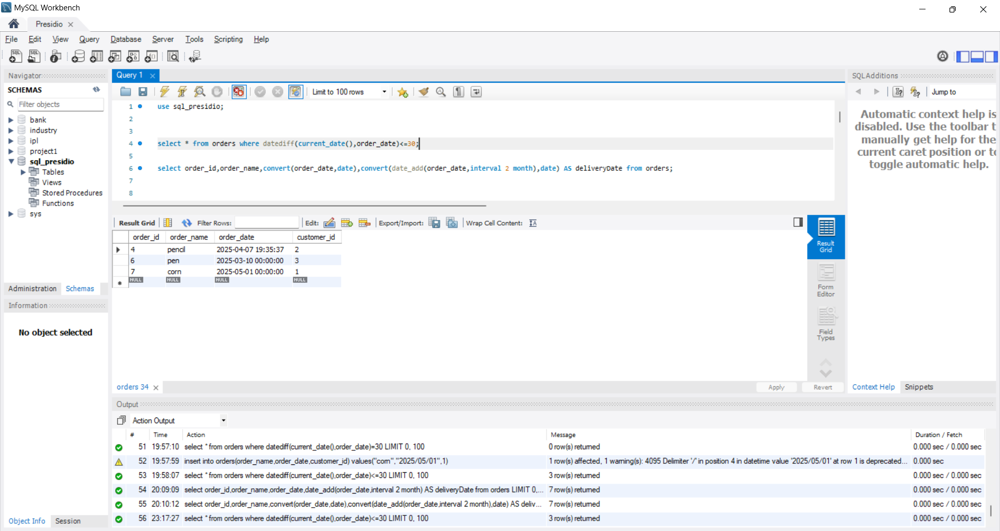 MySQL Workbench
Presidio
File Edit View Query Database Server Tools Scripting Help
Navigator
SCHEMAS
Filter objects
bank
industry
ipl
project1
sql_presidio
Tables
Views
Stored Procedures
Functions
sys
Administration Schemas
Information
No object selected
Object Info Session
Query 1
Limit to 100 rows
1 use sql_presidio;
2
3
4 select * from orders where datediff(current_date(),order_date)<=30;
5
6 select order_id,order_name,convert(order_date,date),convert(date_add(order_date,interval 2 month),date) AS deliveryDate from orders;
7
8
Result Grid Filter Rows: Edit: Export/Import: Wrap Cell Content:
order_id order_name order_date customer_id
4 pencil 2025-04-07 19:35:37 2
6 pen 2025-03-10 00:00:00 3
7 corn 2025-05-01 00:00:00 1
NULL NULL NULL NULL
Result
Grid
Form
Editor
Field
Types
orders 34
Apply Revert
SQLAdditions
Jump to
Automatic context help is
disabled. Use the toolbar t
manually get help for the
current caret position or to
toggle automatic help.
Context Help Snippets
Output
Action Output
# Time Action Message Duration / Fetch
51 19:57:10 select * from orders where datediff(current_date(),order_date)=30 LIMIT 0, 100 0 row(s) returned 0.000 sec / 0.000 sec
52 19:57:59 insert into orders(order_name,order_date,customer_id) values("corn","2025/05/01",1) 1 row(s) affected, 1 warning(s): 4095 Delimiter '/' in position 4 in datetime value '2025/05/01' at row 1 is deprecated... 0.000 sec
53 19:58:07 select * from orders where datediff(current_date(),order_date)<=30 LIMIT 0, 100 3 row(s) returned 0.000 sec / 0.000 sec
54 20:09:09 select order_id,order_name,order_date,date_add(order_date,interval 2 month) AS deliveryDate from orders LIMIT 0,... 7 row(s) returned 0.000 sec / 0.000 sec
55 20:10:12 select order_id,order_name,convert(order_date,date),convert(date_add(order_date,interval 2 month),date) AS deliv... 7 row(s) returned 0.000 sec / 0.000 sec
56 23:17:27 select * from orders where datediff(current_date(),order_date)<=30 LIMIT 0, 100 3 row(s) returned 0.000 sec / 0.000 sec